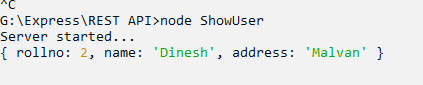 ^C
G:\Express\REST API>node ShowUser
Server started...
{ rollno: 2, name: 'Dinesh', address: 'Malvan' }